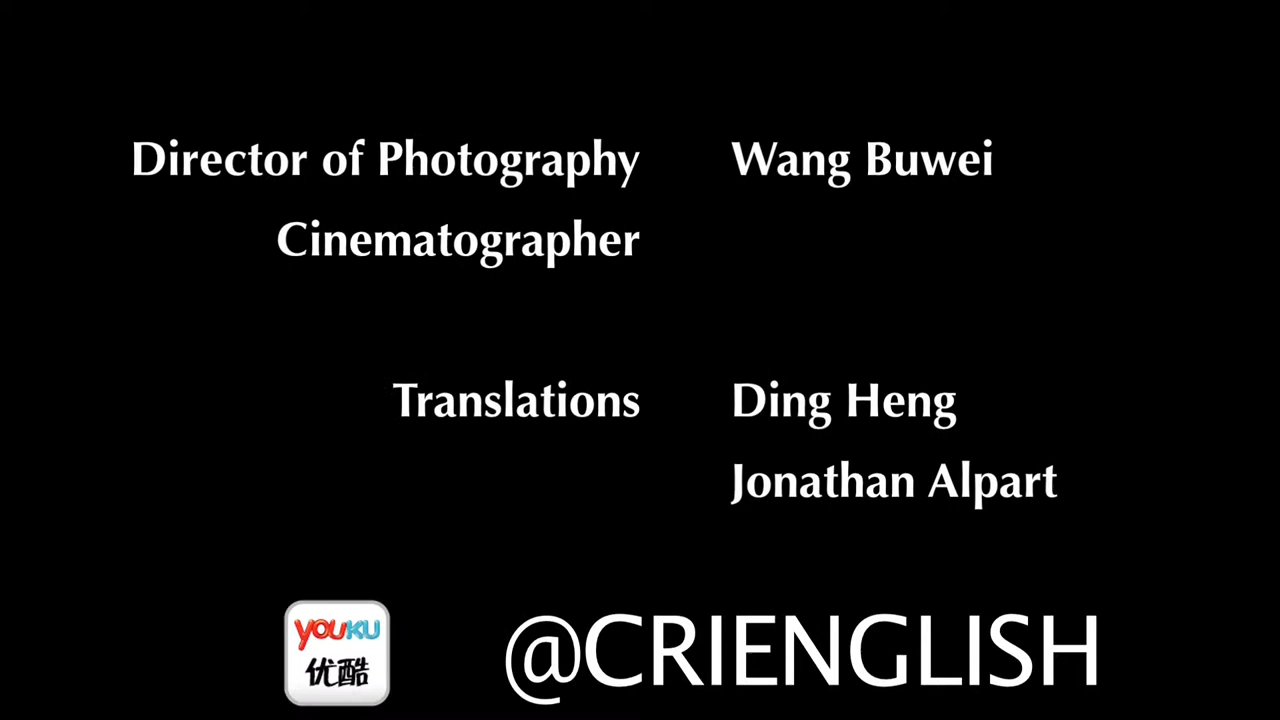 Director of Photography Wang Buwei
Cinematographer
Translations Ding Heng
Jonathan Alpart
YOUKU
优酷
@CRIENGLISH